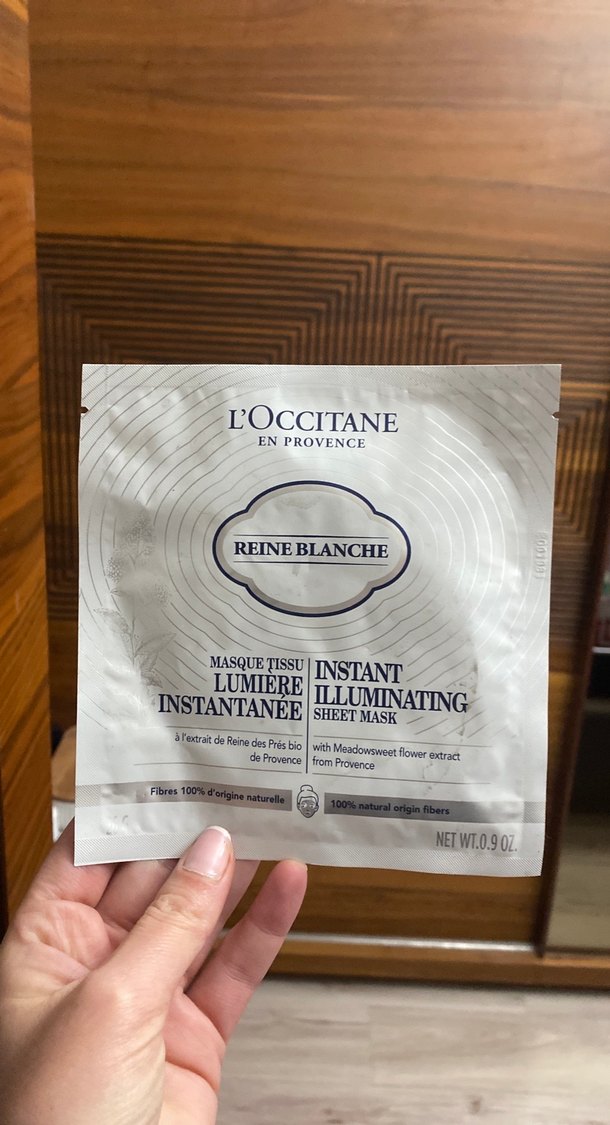 L'OCCITANE
EN PROVENCE
REINE BLANCHE
MASQUE TISSU
LUMIÈRE
INSTANTANÉE
à l'extrait de Reine des Prés bio
de Provence
INSTANT
ILLUMINATING
SHEET MASK
with Meadowsweet flower extract
from Provence
Fibres 100% d'origine naturelle
100% natural origin fibers
NET WT.0.9 OZ.